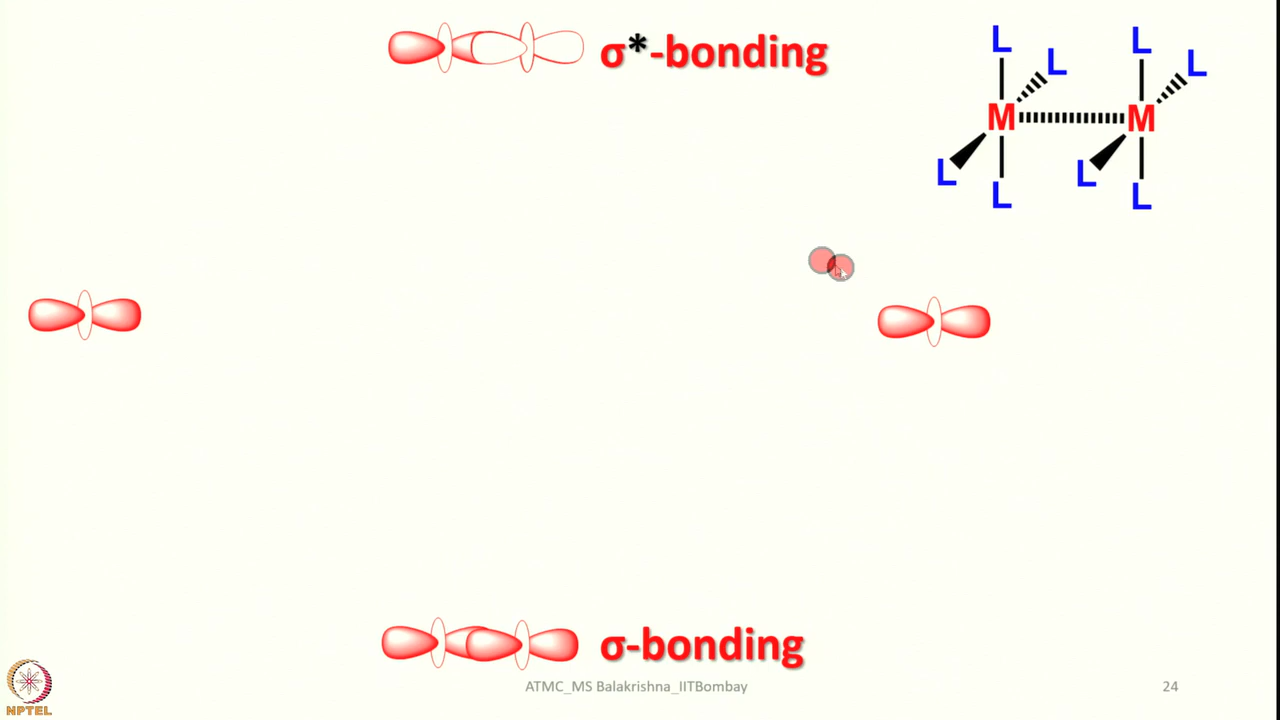 σ*-bonding
L L L L
M M
L L
L L
σ-bonding
ATMC_MS Balakrishna_IITBombay
24
NPTEL